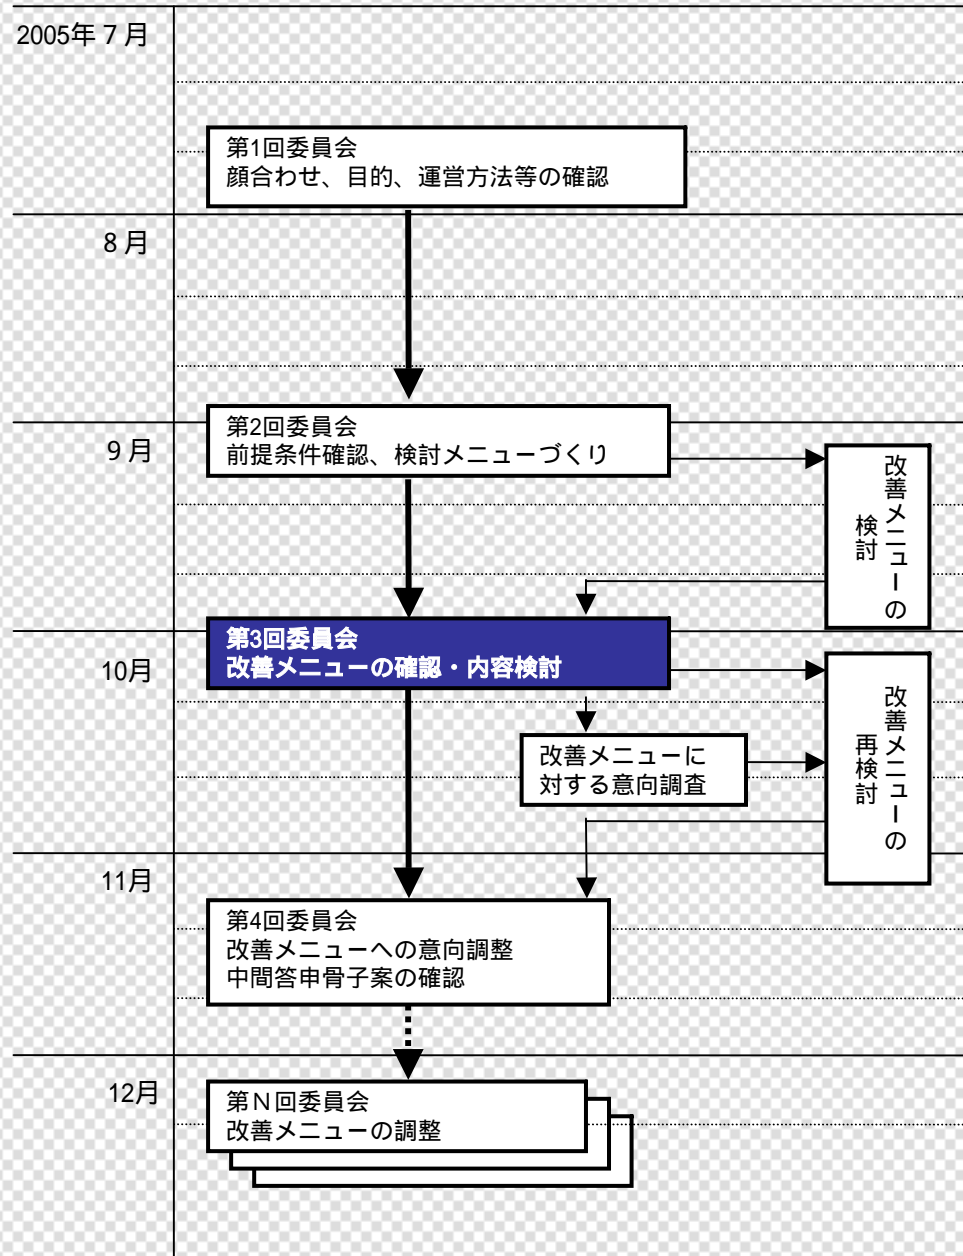 2005年７月
第1回委員会
顔合わせ、目的、運営方法等の確認
８月
第2回委員会
前提条件確認、検討メニューづくり
９月
改善メニューの
検討
第3回委員会
改善メニューの確認・内容検討
10月
改善メニューに
対する意向調査
改善メニューの
再検討
11月
第4回委員会
改善メニューへの意向調整
中間答申骨子案の確認
12月
第Ｎ回委員会
改善メニューの調整